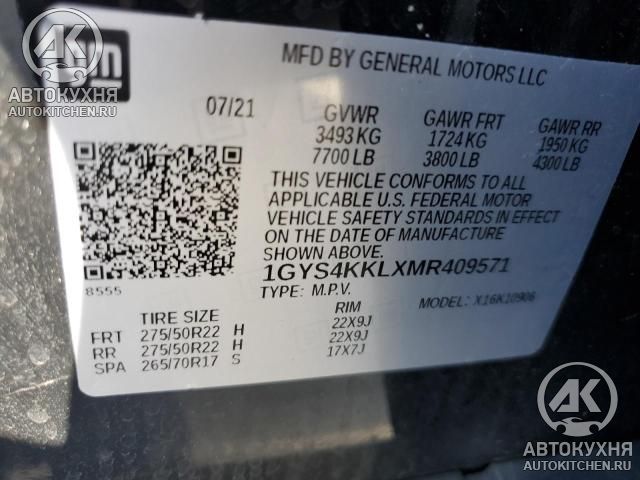 gm
MFD BY GENERAL MOTORS LLC
07/21 GVWR GAWR FRT GAWR RR
3493 KG 1724 KG 1950 KG
7700 LB 3800 LB 4300 LB
THIS VEHICLE CONFORMS TO ALL
APPLICABLE U.S. FEDERAL MOTOR
VEHICLE SAFETY STANDARDS IN EFFECT
ON THE DATE OF MANUFACTURE
SHOWN ABOVE.
1GYS4KKLXMR409571
8555
TYPE: M.P.V. MODEL: X16K10906
TIRE SIZE RIM
FRT 275/50R22 H 22X9J
RR 275/50R22 H 22X9J
SPA 265/70R17 S 17X7J
АК
АВТОКУХНЯ
AUTOKITCHEN.RU
АК
АВТОКУХНЯ
AUTOKITCHEN.RU